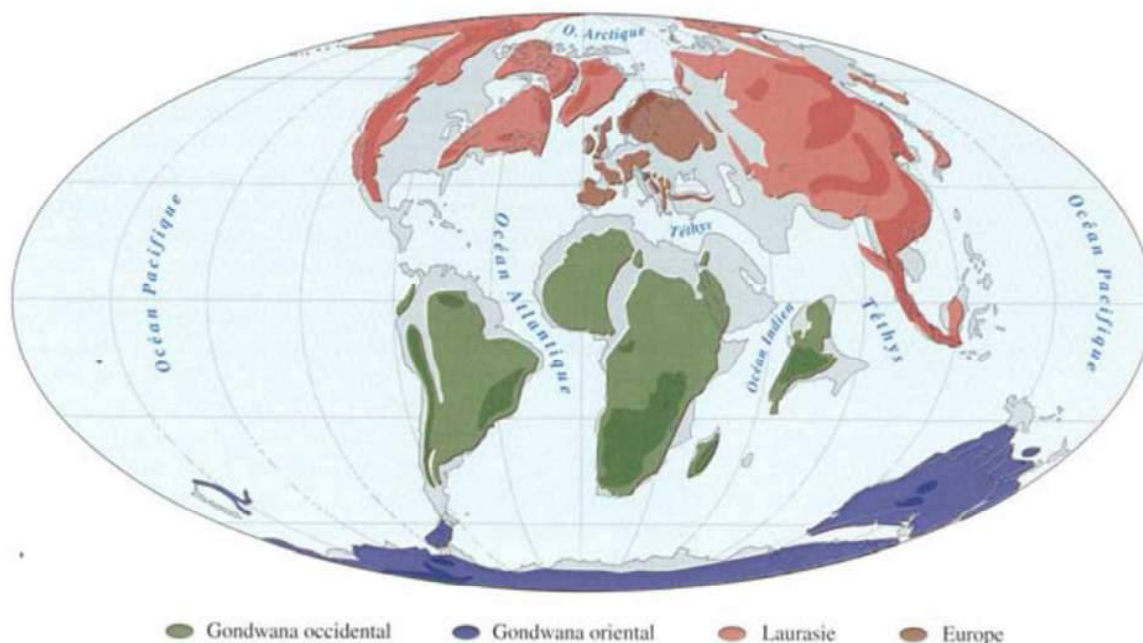 O. Arctique
Océan Pacifique
Océan Atlantique
Téthys
Océan Indien
Téthys
Océan Pacifique
Gondwana occidental
Gondwana oriental
Laurasie
Europe